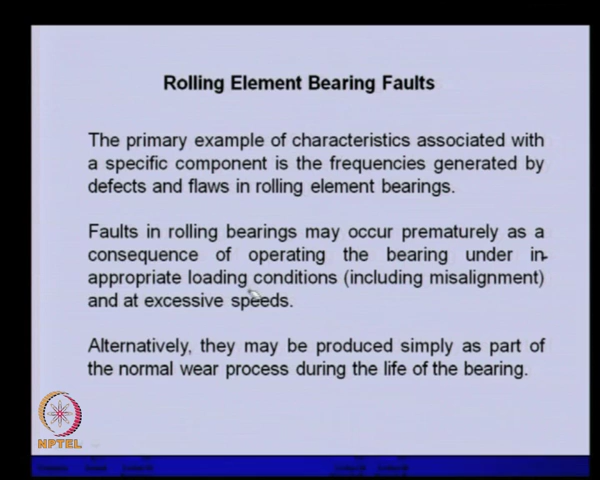 Rolling Element Bearing Faults
The primary example of characteristics associated with
a specific component is the frequencies generated by
defects and flaws in rolling element bearings.
Faults in rolling bearings may occur prematurely as a
consequence of operating the bearing under in-
appropriate loading conditions (including misalignment)
and at excessive speeds.
Alternatively, they may be produced simply as part of
the normal wear process during the life of the bearing.
NPTEL